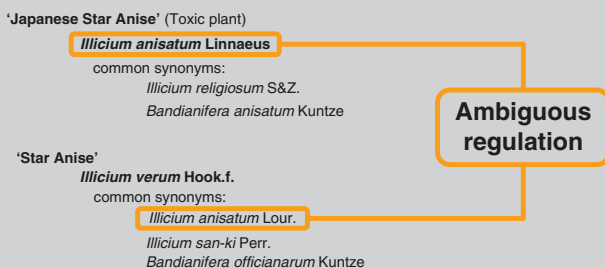 ‘Japanese Star Anise’ (Toxic plant)
Illicium anisatum Linnaeus
common synonyms:
Illicium religiosum S&Z.
Bandianifera anisatum Kuntze
Ambiguous
regulation
‘Star Anise’
Illicium verum Hook.f.
common synonyms:
Illicium anisatum Lour.
Illicium san-ki Perr.
Bandianifera officianarum Kuntze